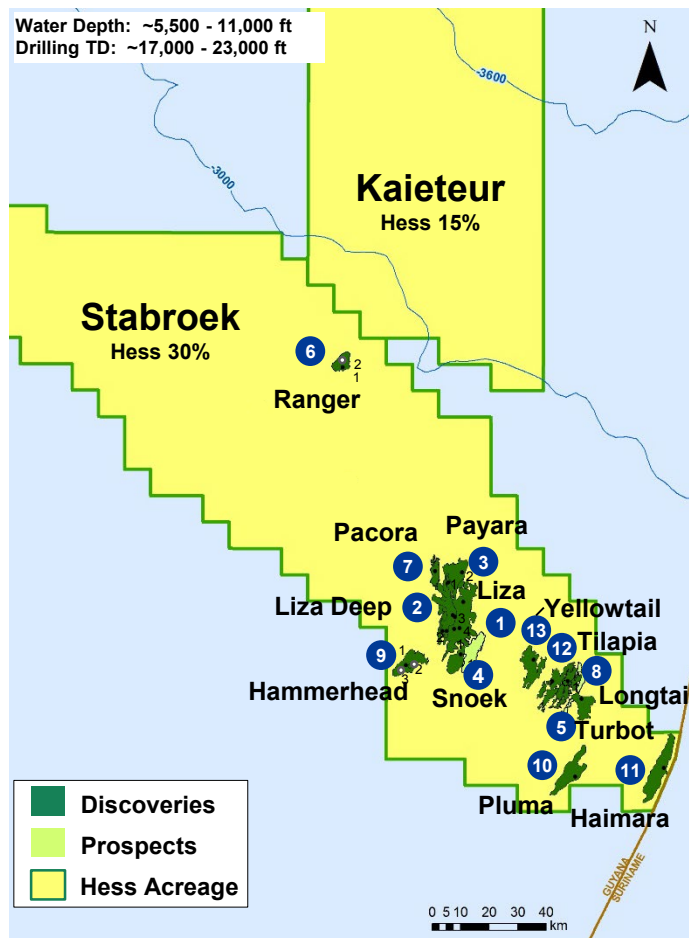 Water Depth: ~5,500 - 11,000 ft
Drilling TD: ~17,000 - 23,000 ft
N
-3600
-3000
Kaieteur
Hess 15%
Stabroek
Hess 30%
6
2
1
Ranger
Pacora
Payara
7
3
2
1
Liza
Liza Deep
2
3
4
1
Yellowtail
13
12
Tilapia
9
1
2
3
Hammerhead
4
Snoek
8
Longtail
5
Turbot
10
11
Pluma
Haimara
Discoveries
Prospects
Hess Acreage
GUYANA
SURINAME
0 5 10 20 30 40
km